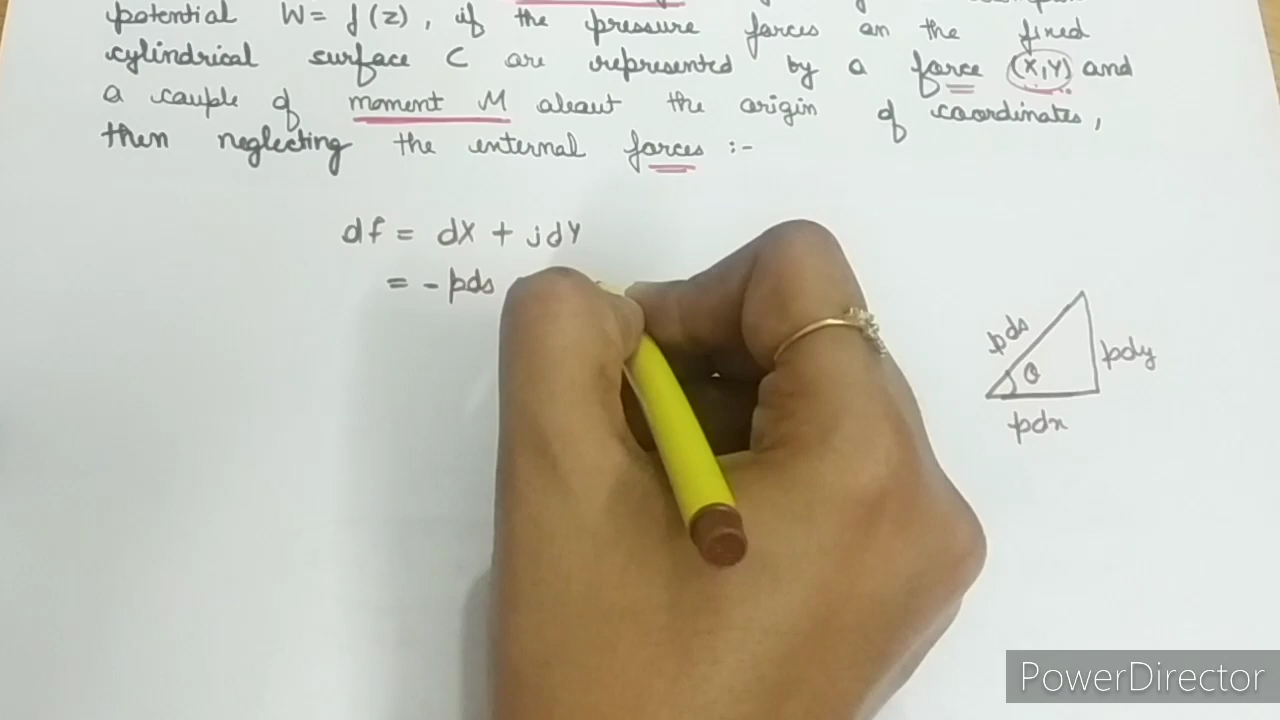 potential W = f(z), if the pressure forces on the fixed
cylindrical surface C are represented by a force (X,Y) and
a couple of moment M about the origin of coordinates,
then neglecting the external forces :-
df = dX + idY
= - pds
pds
θ
pdy
pdx
PowerDirector